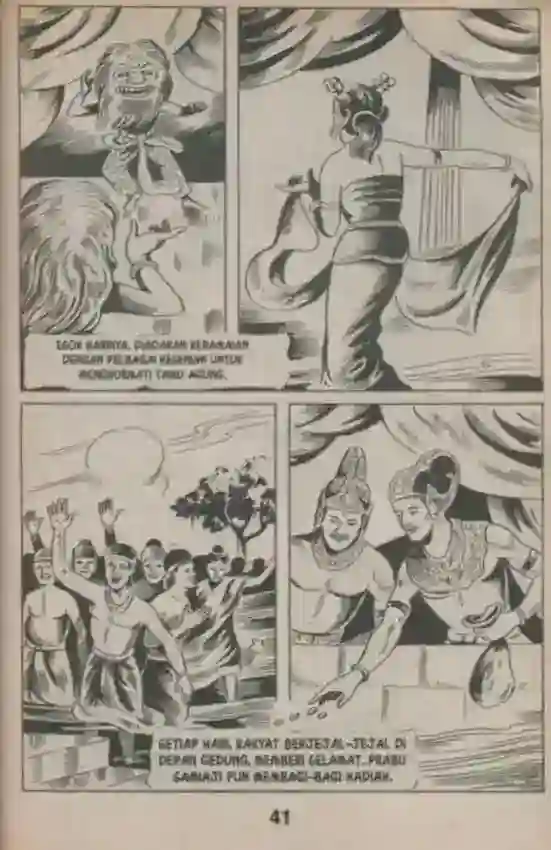 ESOK HARINYA, DIADAKAN KERAMAIAN
DENGAN PELBAGAI KESENIAN UNTUK
MENGHORMATI TAMU AGUNG.
SETIAP HARI, RAKYAT BERJEJAL-JEJAL DI
DEPAN GEDUNG, MEMBERI SELAMAT. PRABU
SAMIAJI PUN MEMBAGI-BAGI HADIAH.
41